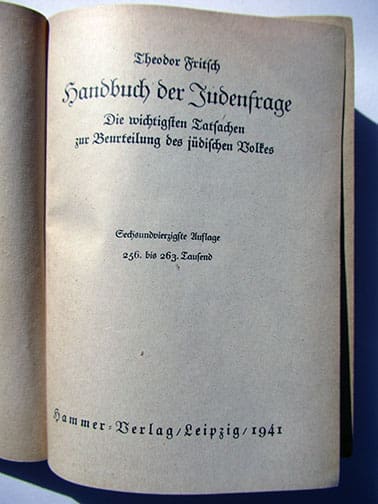 Theodor Fritsch
Handbuch der Judenfrage
Die wichtigsten Tatsachen
zur Beurteilung des jüdischen Volkes
Sechsundvierzigste Auflage
256. bis 263. Tausend
Hammer-Verlag/Leipzig/1941